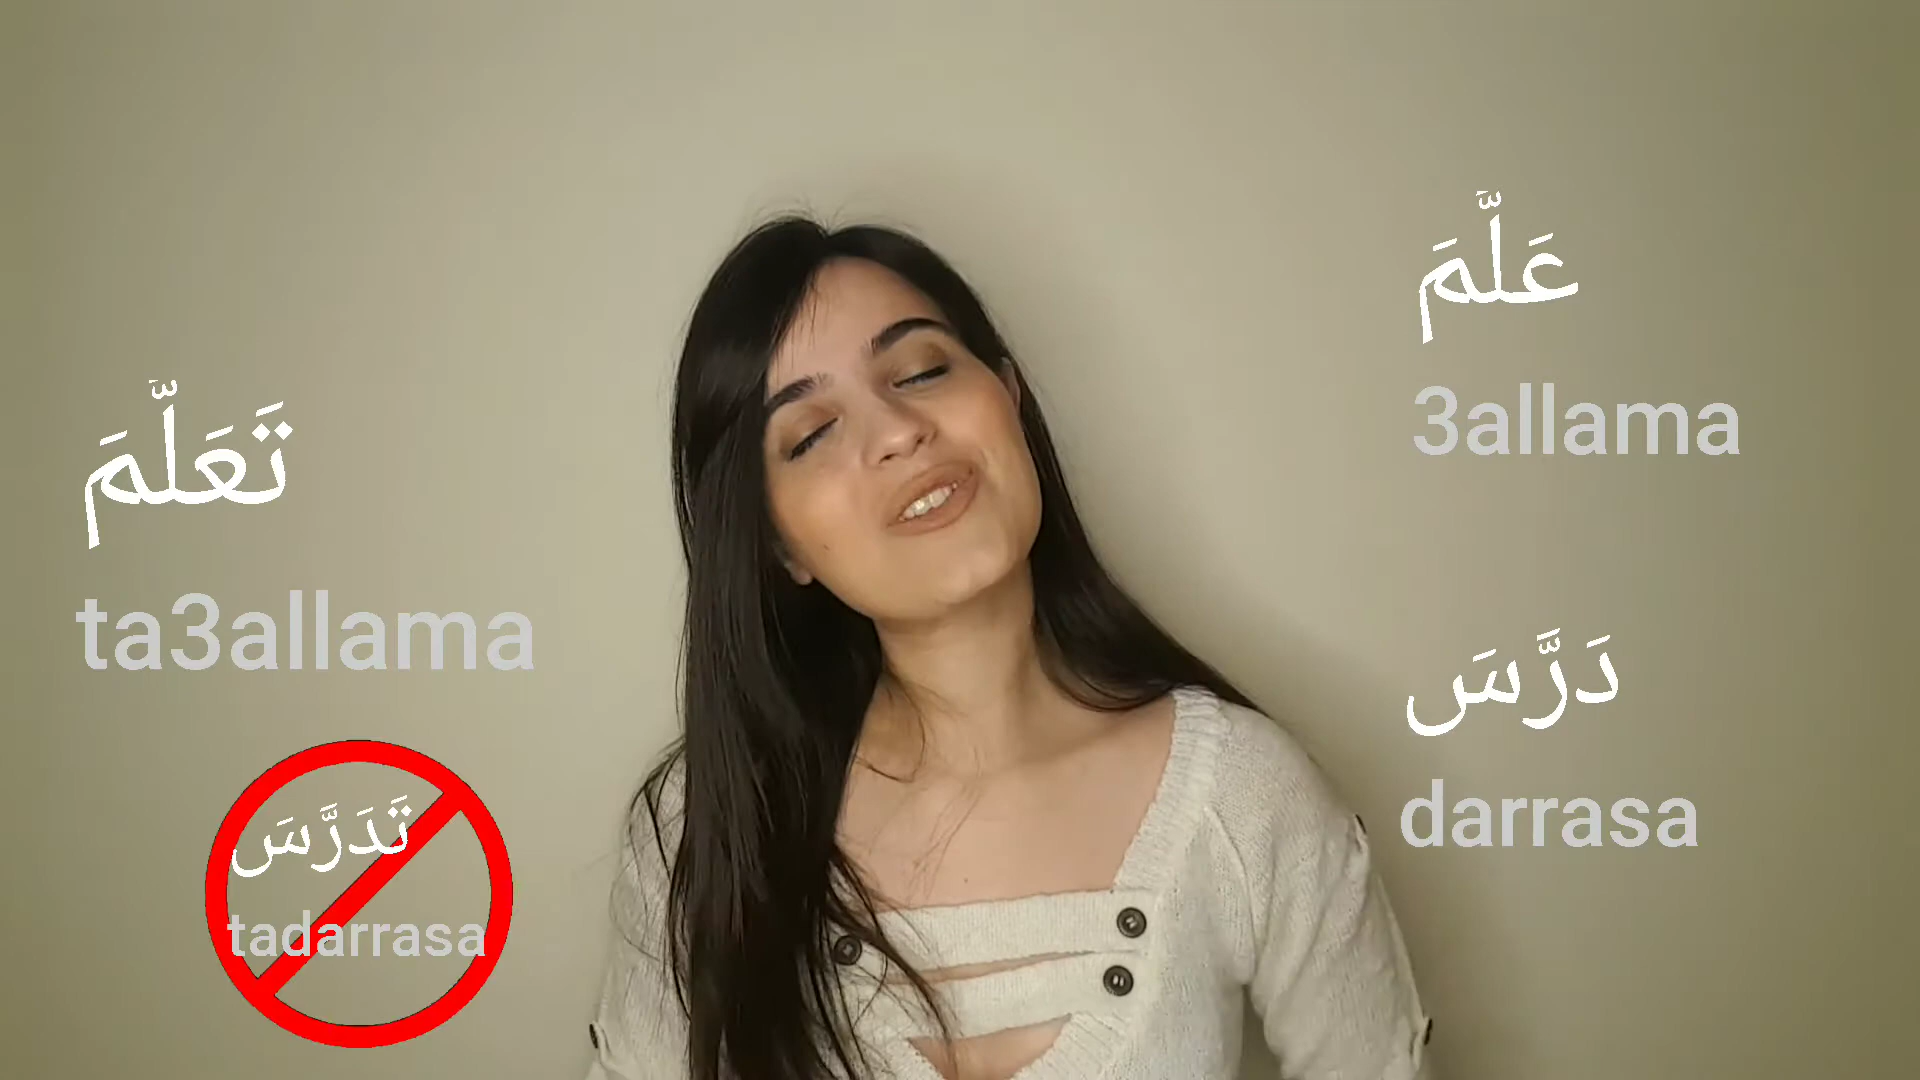 عَلَّمَ
3allama
تَعَلَّمَ
ta3allama
دَرَّسَ
darrasa
تَدَرَّسَ
tadarrasa